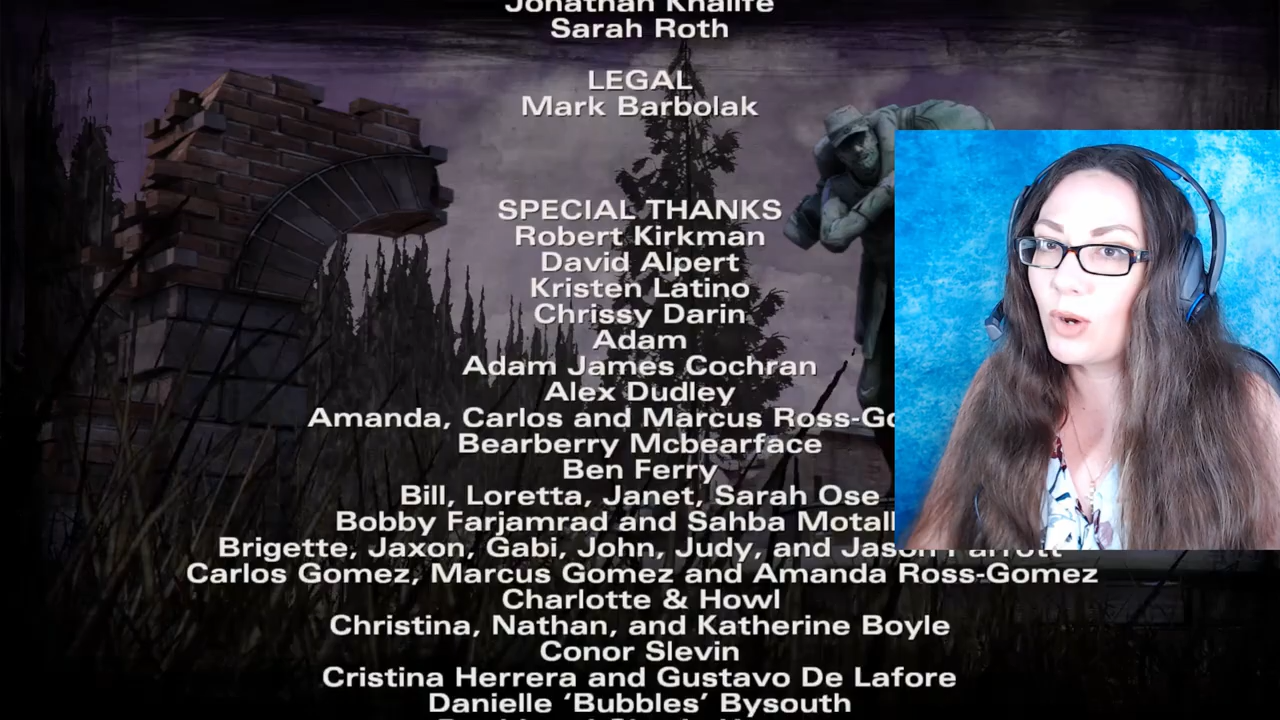 Jonathan Khalife
Sarah Roth
LEGAL
Mark Barbolak
SPECIAL THANKS
Robert Kirkman
David Alpert
Kristen Latino
Chrissy Darin
Adam
Adam James Cochran
Alex Dudley
Amanda, Carlos and Marcus Ross-Go
Bearberry Mcbearface
Ben Ferry
Bill, Loretta, Janet, Sarah Ose
Bobby Farjamrad and Sahba Motall
Brigette, Jaxon, Gabi, John, Judy, and Jason Parrott
Carlos Gomez, Marcus Gomez and Amanda Ross-Gomez
Charlotte & Howl
Christina, Nathan, and Katherine Boyle
Conor Slevin
Cristina Herrera and Gustavo De Lafore
Danielle ‘Bubbles’ Bysouth